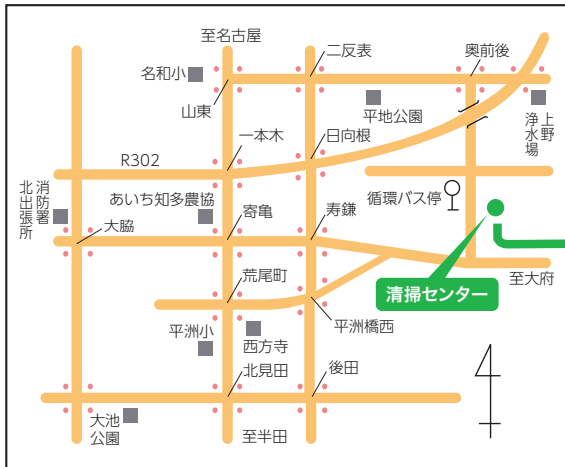 至名古屋
二反表
奥前後
名和小
山東
平地公園
上野
浄水場
一本木
日向根
R302
消防署
北出張所
あいち知多農協
循環バス停
大脇
寄亀
寿鎌
至大府
清掃センター
荒尾町
平洲小
西方寺
平洲橋西
北見田
後田
大池
公園
至半田